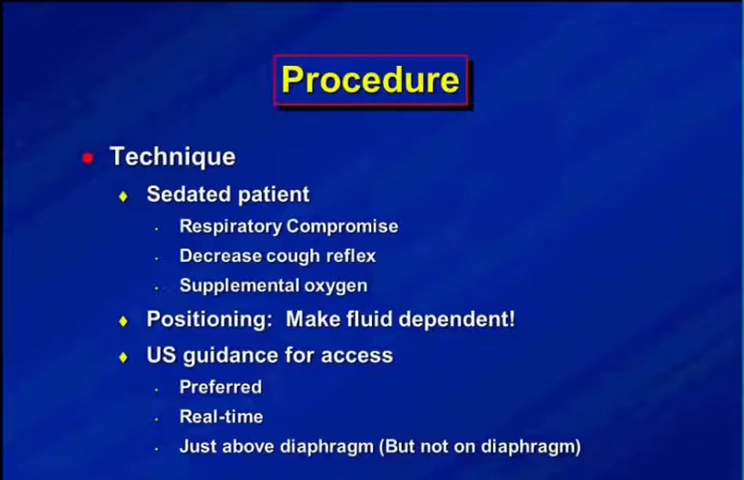 Procedure
Technique
Sedated patient
Respiratory Compromise
Decrease cough reflex
Supplemental oxygen
Positioning: Make fluid dependent!
US guidance for access
Preferred
Real-time
Just above diaphragm (But not on diaphragm)